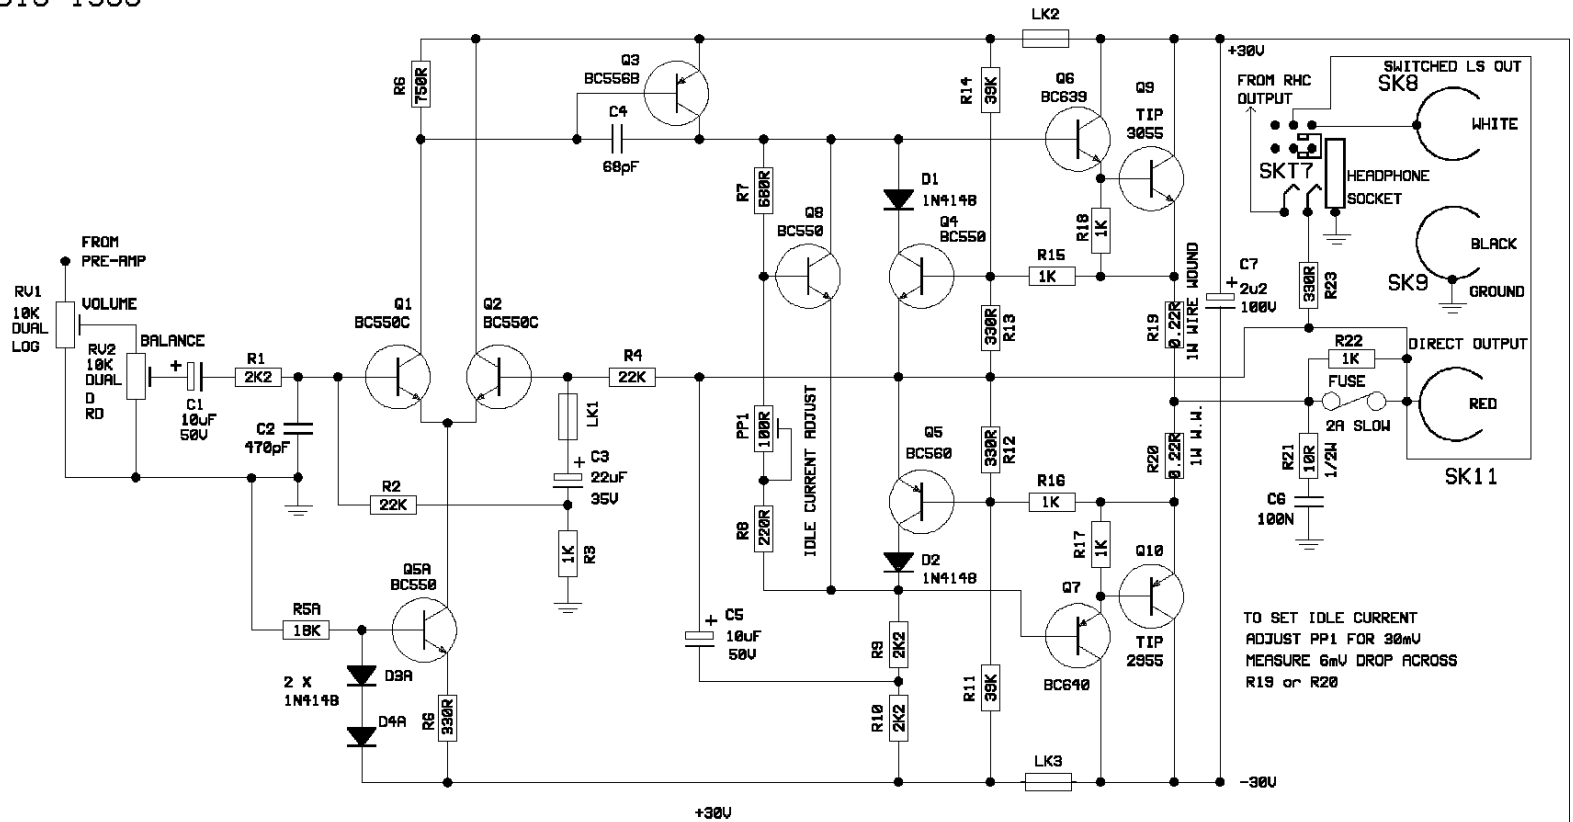 LK2
+30V
Q3
BC556B
R6
750R
C4
68pF
R14
39K
Q6
BC639
Q9
TIP
3055
FROM RHC
OUTPUT
SWITCHED LS OUT
SK8
WHITE
SKT7
HEADPHONE
SOCKET
R7
680R
D1
1N4148
Q8
BC550
Q4
BC550
R18
1K
R15
1K
BLACK
SK9
GROUND
FROM
PRE-AMP
RV1
10K
DUAL
LOG
VOLUME
BALANCE
RV2
10K
DUAL
D
RD
C1
10uF
50V
R1
2K2
C2
470pF
Q1
BC550C
Q2
BC550C
R4
22K
LK1
C3
22uF
35V
R2
22K
R3
1K
PP1
100R
IDLE CURRENT ADJUST
R8
220R
R13
330R
R12
330R
R19
0.22R
1W WIRE WOUND
C7
2u2
100V
R23
330R
R22
1K
DIRECT OUTPUT
FUSE
2A SLOW
RED
SK11
R20
0.22R
1W W.W.
R21
10R
1/2W
C6
100N
Q5
BC560
R16
1K
R17
1K
Q10
TIP
2955
D2
1N4148
Q7
BC640
Q5A
BC550
R5A
18K
2 X
1N4148
D3A
D4A
R6
330R
C5
10uF
50V
R9
2K2
R10
2K2
R11
39K
TO SET IDLE CURRENT
ADJUST PP1 FOR 30mV
MEASURE 6mV DROP ACROSS
R19 or R20
LK3
-30V
+30V